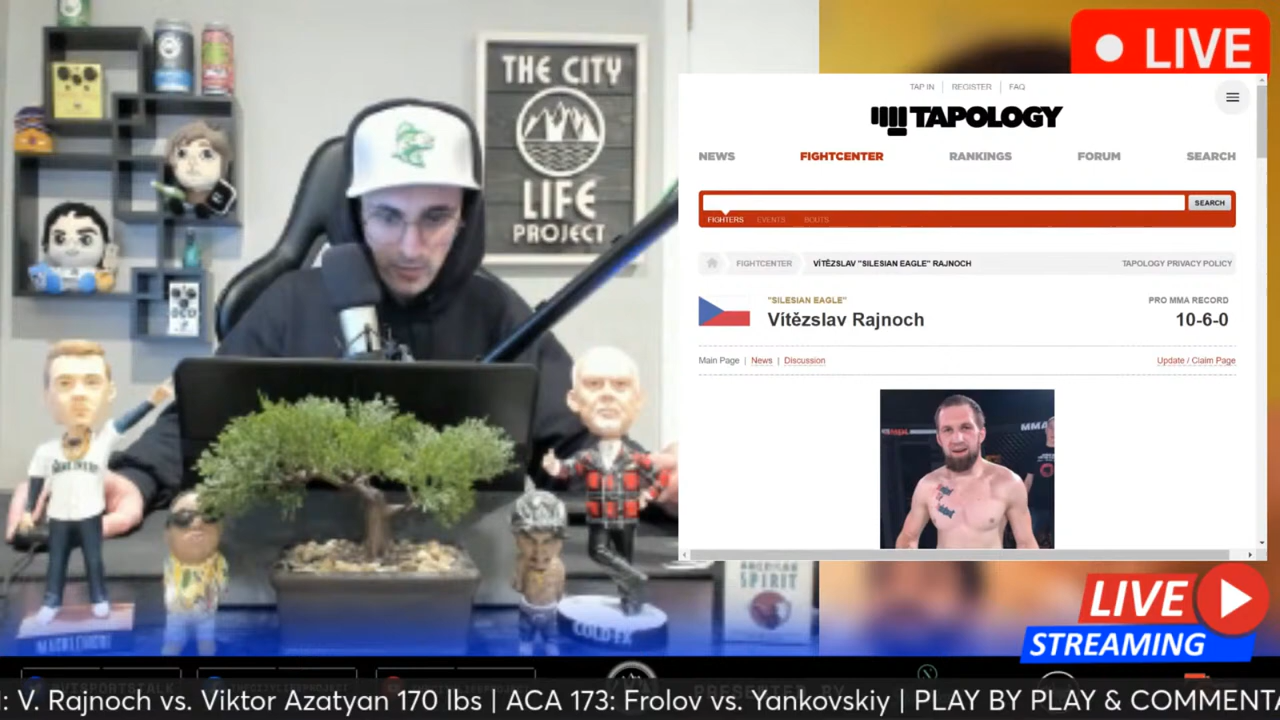 LIVE
THE CITY
LIFE
PROJECT
TAP IN | REGISTER | FAQ
TAPOLOGY
NEWS FIGHTCENTER RANKINGS FORUM SEARCH
SEARCH
FIGHTERS EVENTS BOUTS
FIGHTCENTER VÍTĚZSLAV "SILESIAN EAGLE" RAJNOCH TAPOLOGY PRIVACY POLICY
"SILESIAN EAGLE" PRO MMA RECORD
Vítězslav Rajnoch 10-6-0
Main Page | News | Discussion Update / Claim Page
MMA
AMERICAN
SPIRIT
LIVE
STREAMING
PRESENTED BY
: V. Rajnoch vs. Viktor Azatyan 170 lbs | ACA 173: Frolov vs. Yankovskiy | PLAY BY PLAY & COMMENTA